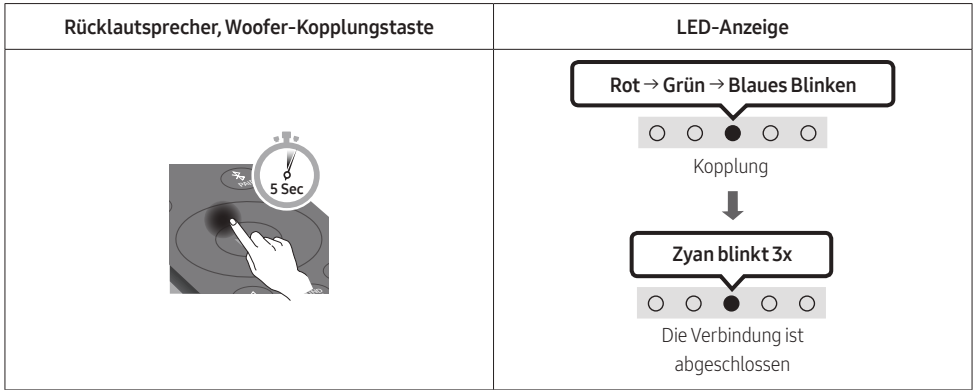 Rücklautsprecher, Woofer-Kopplungstaste
LED-Anzeige
5 Sec
Rot → Grün → Blaues Blinken
Kopplung
Zyan blinkt 3x
Die Verbindung ist
abgeschlossen